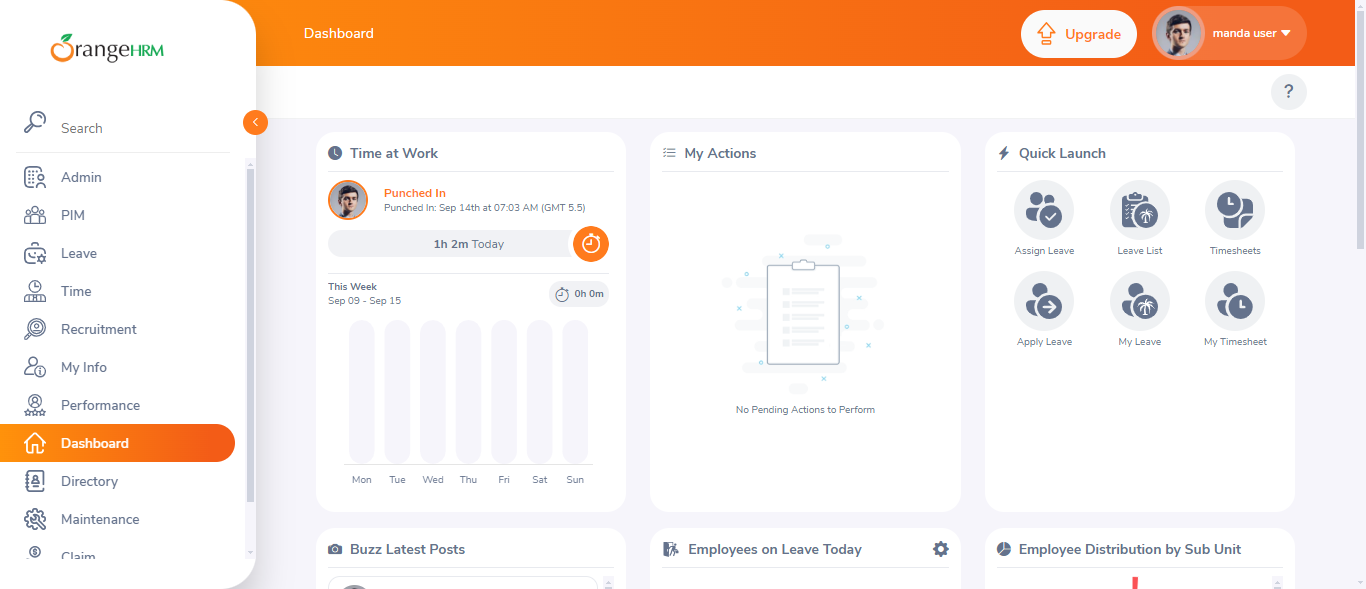 OrangeHRM
Search
Admin
PIM
Leave
Time
Recruitment
My Info
Performance
Dashboard
Directory
Maintenance
Claim
Dashboard
Upgrade
manda user
?
Time at Work
Punched In
Punched In: Sep 14th at 07:03 AM (GMT 5.5)
1h 2m Today
This Week
Sep 09 - Sep 15
0h 0m
Mon Tue Wed Thu Fri Sat Sun
My Actions
No Pending Actions to Perform
Quick Launch
Assign Leave
Leave List
Timesheets
Apply Leave
My Leave
My Timesheet
Buzz Latest Posts
Employees on Leave Today
Employee Distribution by Sub Unit